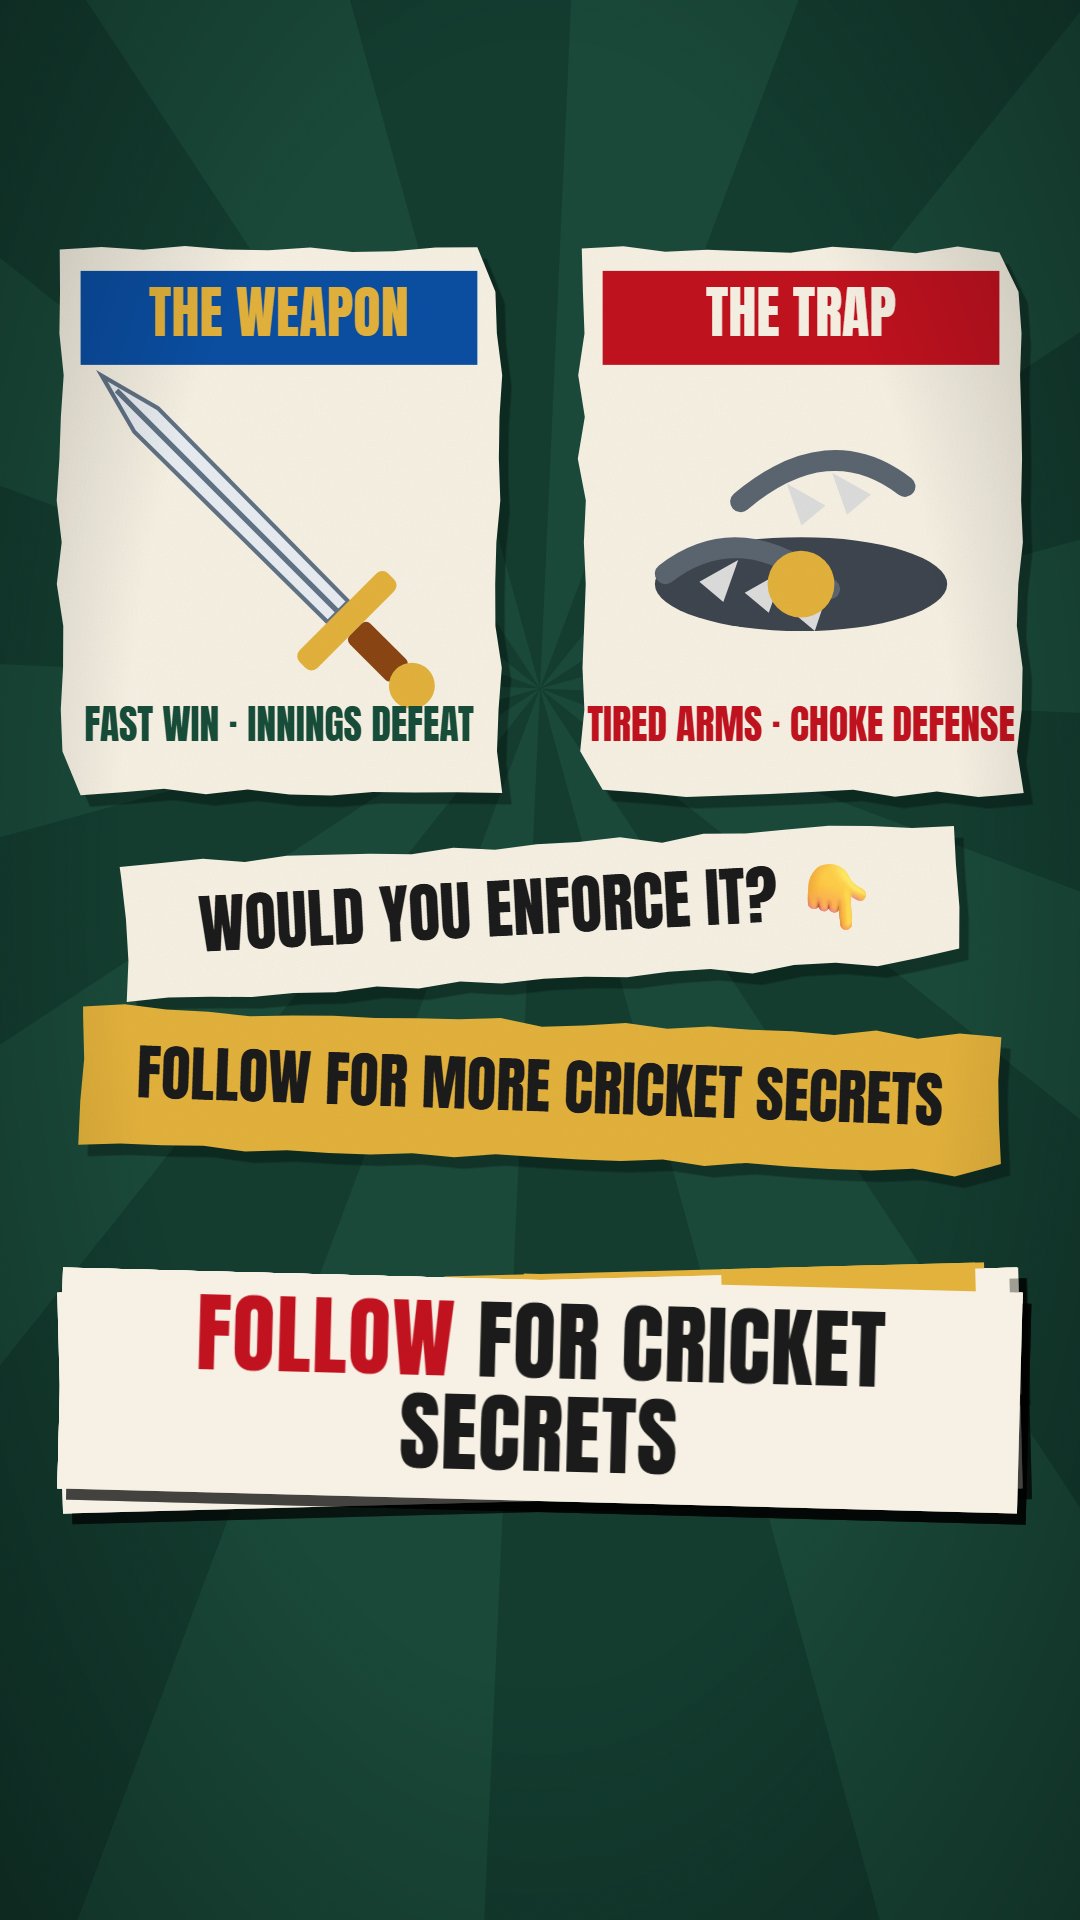 THE WEAPON
FAST WIN · INNINGS DEFEAT
THE TRAP
TIRED ARMS · CHOKE DEFENSE
WOULD YOU ENFORCE IT? 👇
FOLLOW FOR MORE CRICKET SECRETS
FOLLOW FOR CRICKET
SECRETS